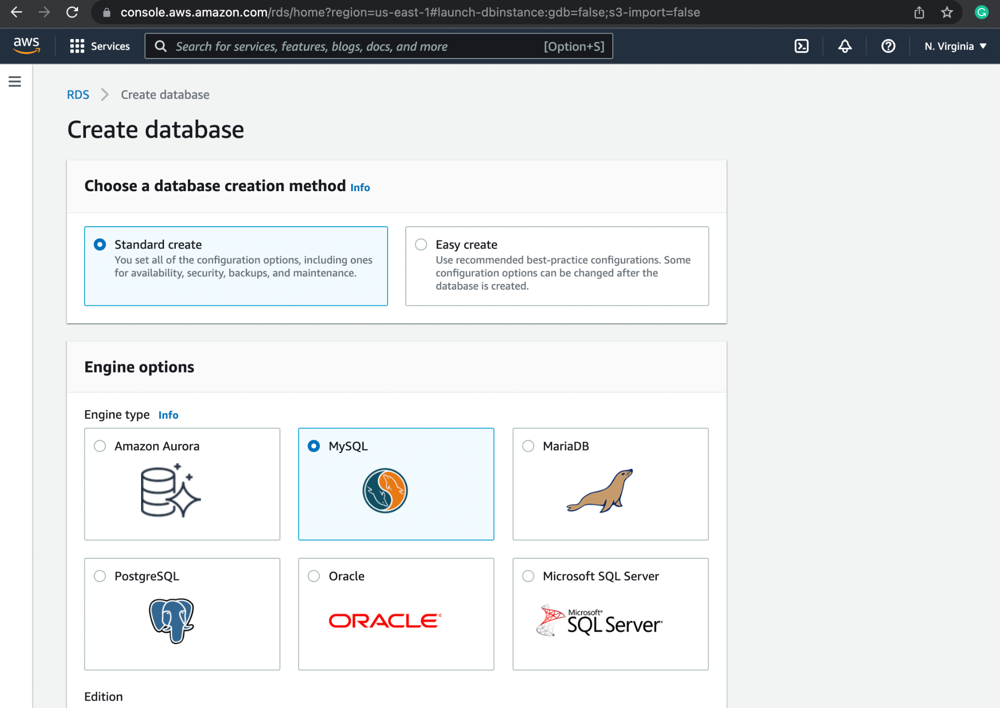 console.aws.amazon.com/rds/home?region=us-east-1#launch-dbinstance:gdb=false;s3-import=false
aws
Services
Search for services, features, blogs, docs, and more
[Option+S]
N. Virginia
RDS
Create database
Create database
Choose a database creation method Info
Standard create
You set all of the configuration options, including ones
for availability, security, backups, and maintenance.
Easy create
Use recommended best-practice configurations. Some
configuration options can be changed after the
database is created.
Engine options
Engine type Info
Amazon Aurora
MySQL
MariaDB
PostgreSQL
Oracle
ORACLE®
Microsoft SQL Server
Microsoft®
SQL Server®
Edition